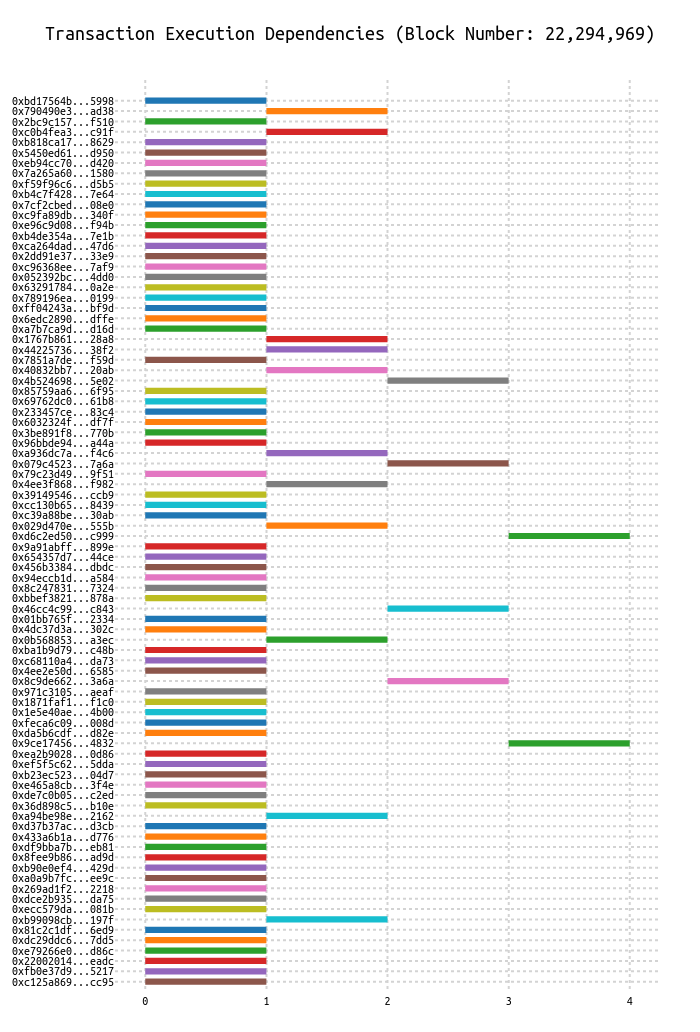 Transaction Execution Dependencies (Block Number: 22,294,969)
0xbd17564b...5998
0x790490e3...ad38
0x2bc9c157...f510
0xc0b4fea3...c91f
0xb818ca17...8629
0x5450ed61...d950
0xeb94cc70...d420
0x7a265a60...1580
0xf59f96c6...d5b5
0xb4c7f428...7e64
0x7cf2cbed...08e0
0xc9fa89db...340f
0xe96c9d08...f94b
0xb4de354a...7e1b
0xca264dad...47d6
0x2dd91e37...33e9
0xc96368ee...7af9
0x052392bc...4dd0
0x63291784...0a2e
0x789196ea...0199
0xff04243a...bf9d
0x6edc2890...dffe
0xa7b7ca9d...d16d
0x1767b861...28a8
0x44225736...38f2
0x7851a7de...f59d
0x40832bb7...20ab
0x4b524698...5e02
0x85759aa6...6f95
0x69762dc0...61b8
0x233457ce...83c4
0x6032324f...df7f
0x3be891f8...770b
0x96bbde94...a44a
0xa936dc7a...f4c6
0x079c4523...7a6a
0x79c23d49...9f51
0x4ee3f868...f982
0x39149546...ccb9
0xcc130b65...8439
0xc39a88be...30ab
0x029d470e...555b
0xd6c2ed50...c999
0x9a91abff...899e
0x654357d7...44ce
0x456b3384...dbdc
0x94eccb1d...a584
0x8c247831...7324
0xbbef3821...878a
0x46cc4c99...c843
0x01bb765f...2334
0x4dc37d3a...302c
0x0b568853...a3ec
0xba1b9d79...c48b
0xc68110a4...da73
0x4ee2e50d...6585
0x8c9de662...3a6a
0x971c3105...aeaf
0x1871faf1...f1c0
0x1e5e40ae...4b00
0xfeca6c09...008d
0xda5b6cdf...d82e
0x9ce17456...4832
0xea2b9028...0d86
0xef5f5c62...5dda
0xb23ec523...04d7
0xe465a8cb...3f4e
0xde7c0b05...c2ed
0x36d898c5...b10e
0xa94be98e...2162
0xd37b37ac...d3cb
0x433a6b1a...d776
0xdf9bba7b...eb81
0x8fee9b86...ad9d
0xb90e0ef4...429d
0xa0a9b7fc...ee9c
0x269ad1f2...2218
0xdce2b935...da75
0xecc579da...081b
0xb99098cb...197f
0x81c2c1df...6ed9
0xdc29ddc6...7dd5
0xe79266e0...d86c
0x22002014...eadc
0xfb0e37d9...5217
0xc125a869...cc95
0 1 2 3 4